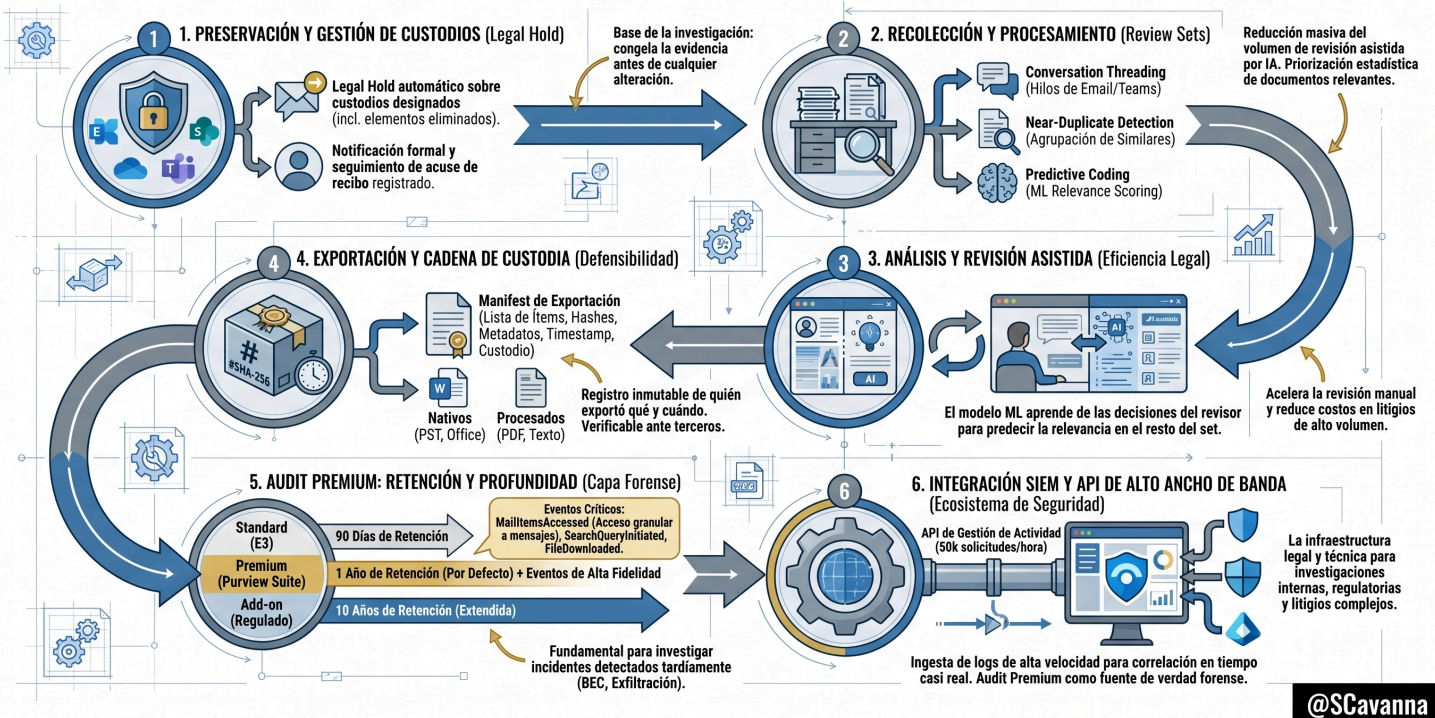 1
1. PRESERVACIÓN Y GESTIÓN DE CUSTODIOS (Legal Hold)
E
S
T
Legal Hold automático sobre
custodios designados
(incl. elementos eliminados).
Notificación formal y
seguimiento de acuse de
recibo registrado.
Base de la investigación:
congela la evidencia
antes de cualquier
alteración.
2
2. RECOLECCIÓN Y PROCESAMIENTO (Review Sets)
Conversation Threading
(Hilos de Email/Teams)
Near-Duplicate Detection
(Agrupación de Similares)
Predictive Coding
(ML Relevance Scoring)
Reducción masiva del
volumen de revisión asistida
por IA. Priorización estadística
de documentos relevantes.
3
3. ANÁLISIS Y REVISIÓN ASISTIDA (Eficiencia Legal)
AI
AI
El modelo ML aprende de las decisiones del revisor
para predecir la relevancia en el resto del set.
Acelera la revisión manual
y reduce costos en litigios
de alto volumen.
4
4. EXPORTACIÓN Y CADENA DE CUSTODIA (Defensibilidad)
#
#SHA-256
Manifest de Exportación
(Lista de Ítems, Hashes,
Metadatos, Timestamp,
Custodio)
W
Nativos
(PST, Office)
Procesados
(PDF, Texto)
Registro inmutable de quién
exportó qué y cuándo.
Verificable ante terceros.
5. AUDIT PREMIUM: RETENCIÓN Y PROFUNDIDAD (Capa Forense)
Standard
(E3)
Premium
(Purview Suite)
Add-on
(Regulado)
90 Días de Retención
1 Año de Retención (Por Defecto) + Eventos de Alta Fidelidad
10 Años de Retención (Extendida)
Eventos Críticos:
MailItemsAccessed (Acceso granular
a mensajes), SearchQueryInitiated,
FileDownloaded.
Fundamental para investigar
incidentes detectados tardíamente
(BEC, Exfiltración).
6
6. INTEGRACIÓN SIEM Y API DE ALTO ANCHO DE BANDA
(Ecosistema de Seguridad)
API de Gestión de Actividad
(50k solicitudes/hora)
La infraestructura
legal y técnica para
investigaciones
internas, regulatorias
y litigios complejos.
Ingesta de logs de alta velocidad para correlación en tiempo
casi real. Audit Premium como fuente de verdad forense.
@SCavanna